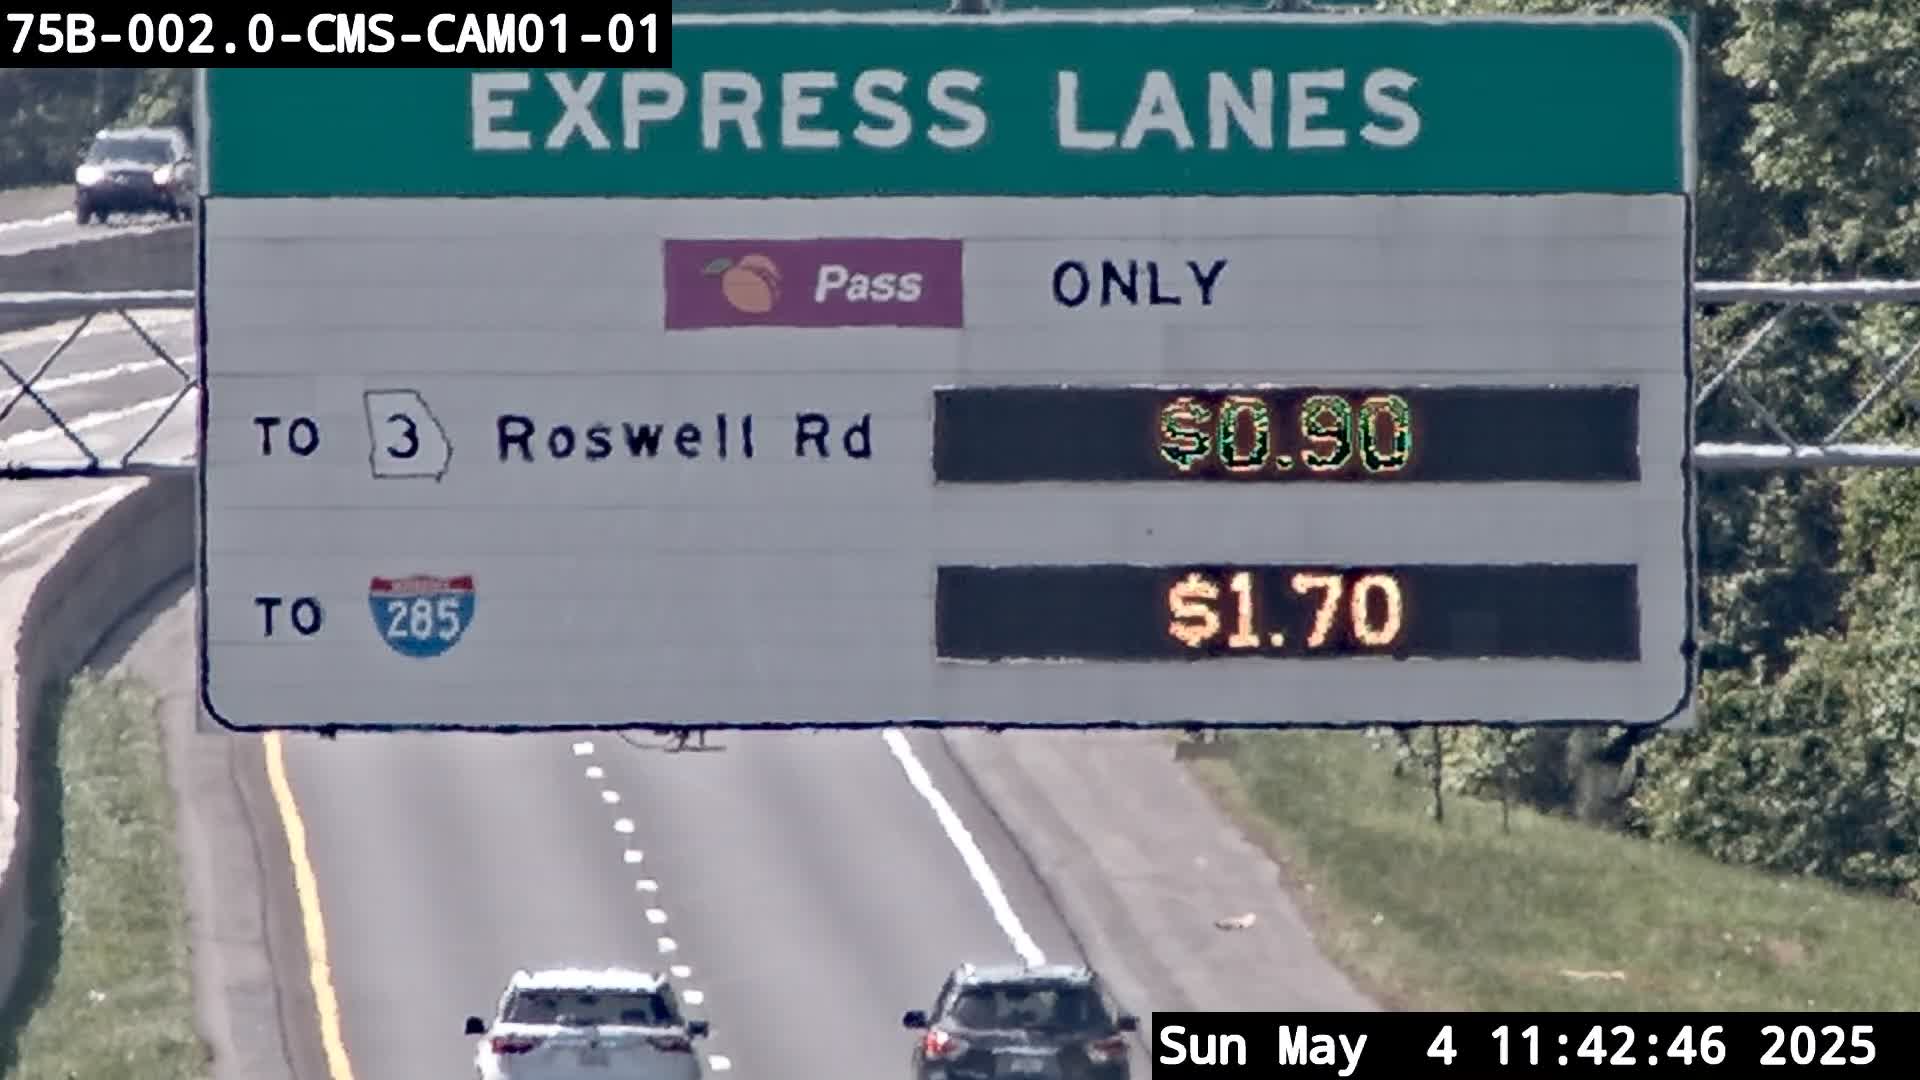 75B-002.0-CMS-CAM01-01
EXPRESS LANES
Pass ONLY
TO 3 Roswell Rd $0.90
TO 285 $1.70
Sun May 4 11:42:46 2025